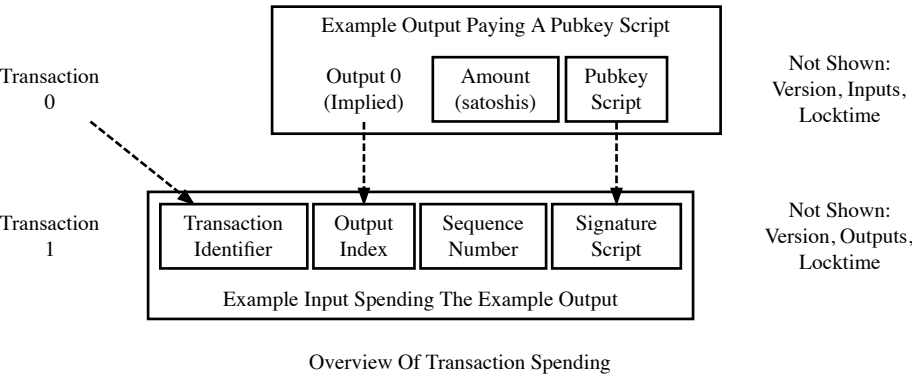 Example Output Paying A Pubkey Script
Transaction
0
Output 0
(Implied)
Amount
(satoshis)
Pubkey
Script
Not Shown:
Version, Inputs,
Locktime
Transaction
1
Transaction
Identifier
Output
Index
Sequence
Number
Signature
Script
Not Shown:
Version, Outputs,
Locktime
Example Input Spending The Example Output
Overview Of Transaction Spending